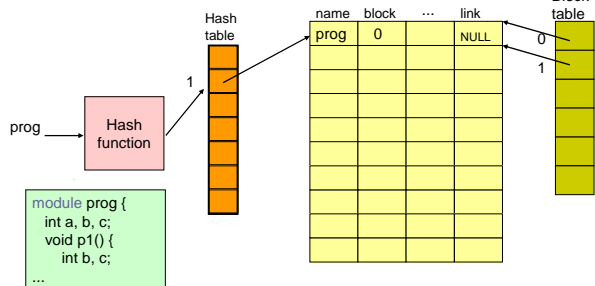 Hash
table
name block ... link
Block
table
prog 0 NULL
0
1
1
prog
Hash
function
module prog {
int a, b, c;
void p1() {
int b, c;
...